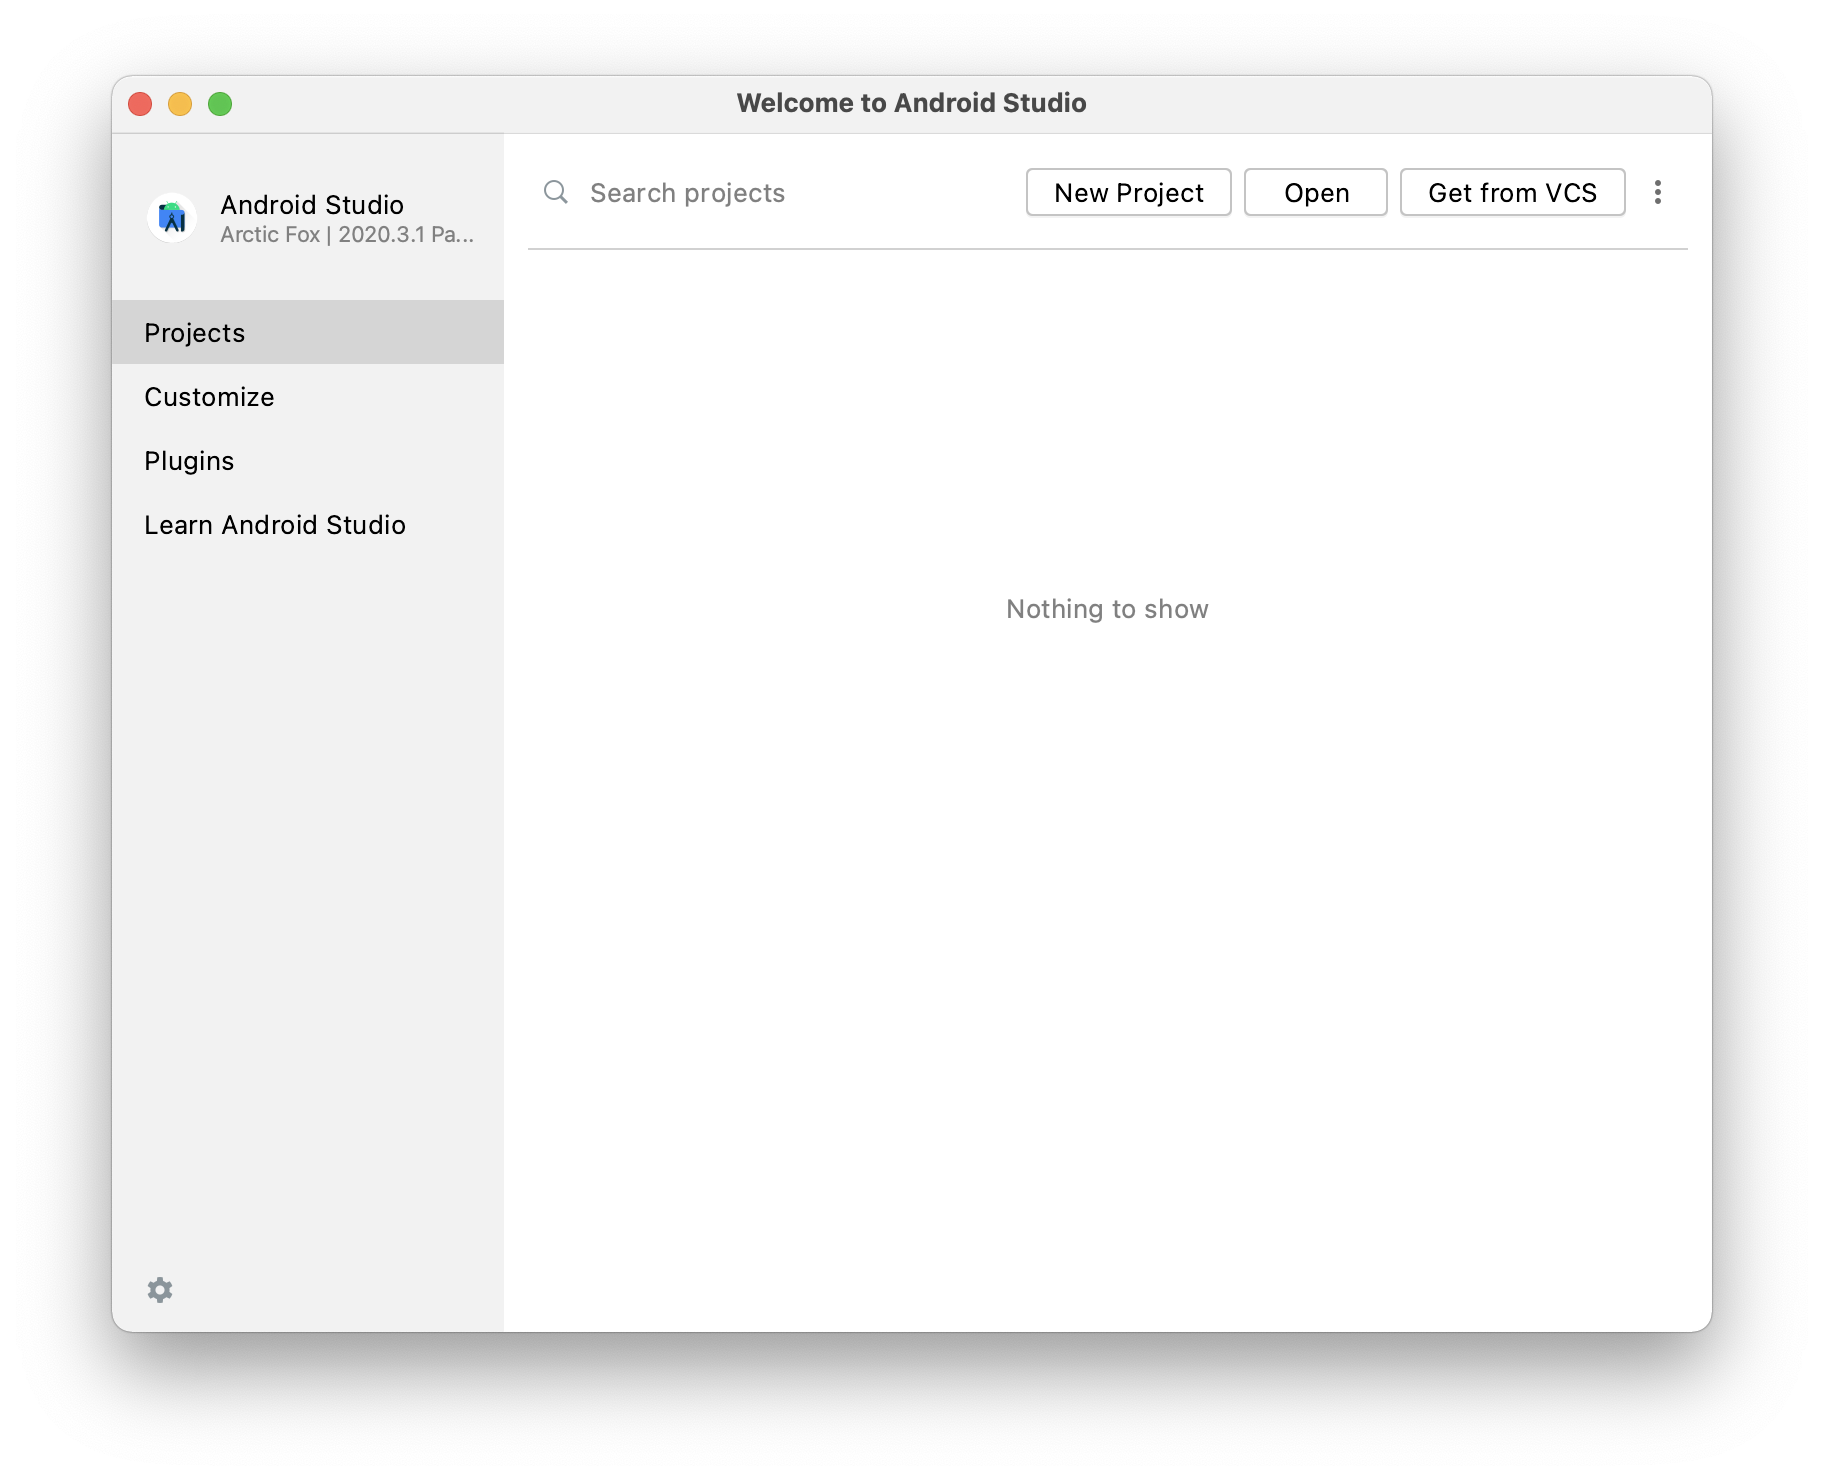 Welcome to Android Studio
Android Studio
Arctic Fox | 2020.3.1 Pa...
Projects
Customize
Plugins
Learn Android Studio
Search projects
New Project
Open
Get from VCS
Nothing to show